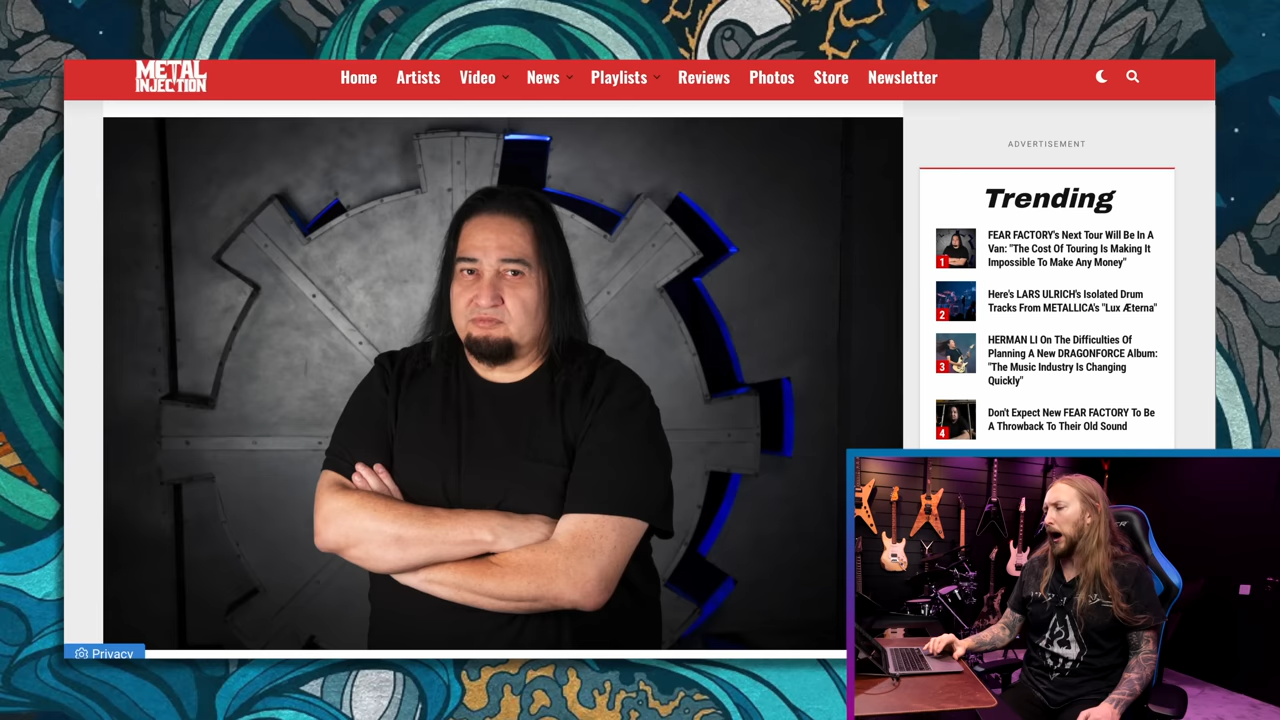 METAL
INJECTION
Home Artists Video News Playlists Reviews Photos Store Newsletter
ADVERTISEMENT
Trending
1
FEAR FACTORY's Next Tour Will Be In A
Van: "The Cost Of Touring Is Making It
Impossible To Make Any Money"
2
Here's LARS ULRICH's Isolated Drum
Tracks From METALLICA's "Lux Æterna"
3
HERMAN LI On The Difficulties Of
Planning A New DRAGONFORCE Album:
"The Music Industry Is Changing
Quickly"
4
Don't Expect New FEAR FACTORY To Be
A Throwback To Their Old Sound
Privacy